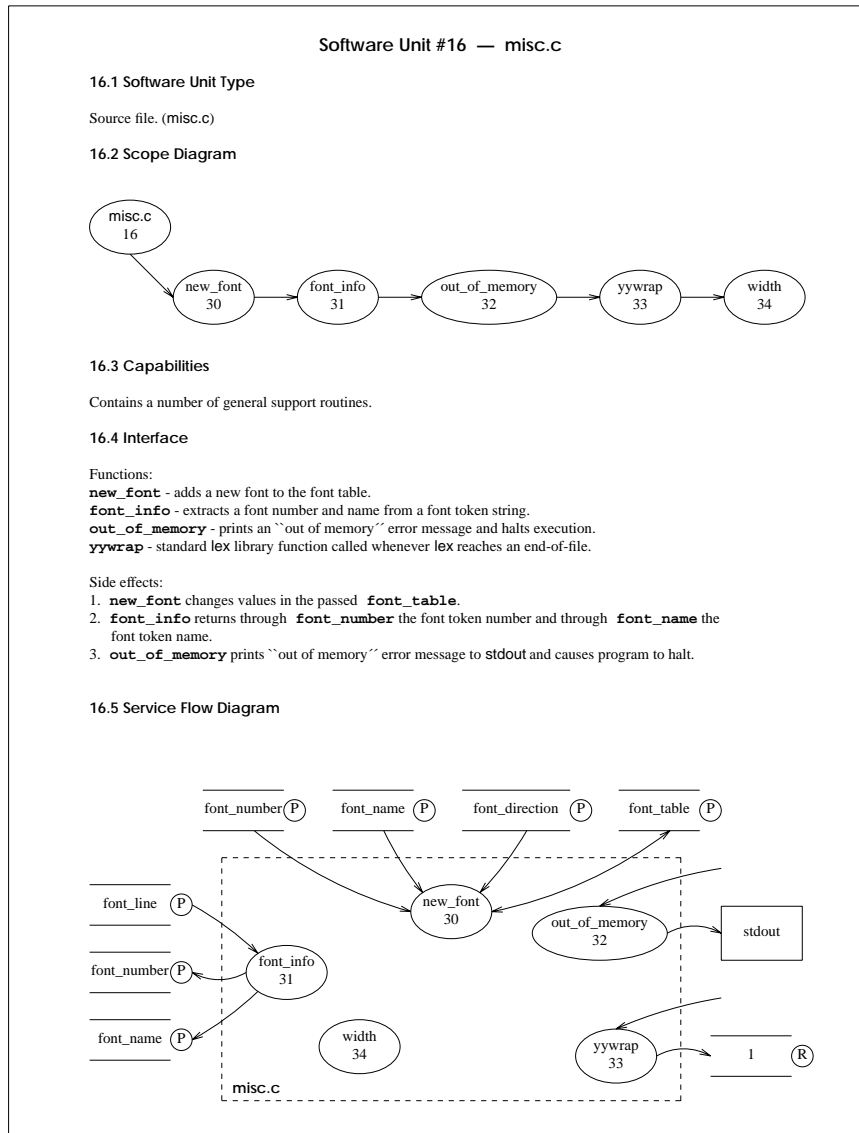 Software Unit #16 — misc.c
16.1 Software Unit Type
Source file. (misc.c)
16.2 Scope Diagram
misc.c
16
new_font
30
font_info
31
out_of_memory
32
yywrap
33
width
34
16.3 Capabilities
Contains a number of general support routines.
16.4 Interface
Functions:
new_font - adds a new font to the font table.
font_info - extracts a font number and name from a font token string.
out_of_memory - prints an ``out of memory´´ error message and halts execution.
yywrap - standard lex library function called whenever lex reaches an end-of-file.
Side effects:
1. new_font changes values in the passed font_table.
2. font_info returns through font_number the font token number and through font_name the
font token name.
3. out_of_memory prints ``out of memory´´ error message to stdout and causes program to halt.
16.5 Service Flow Diagram
font_number P
font_name P
font_direction P
font_table P
font_line P
new_font
30
out_of_memory
32
stdout
font_number P
font_info
31
font_name P
width
34
yywrap
33
1 R
misc.c